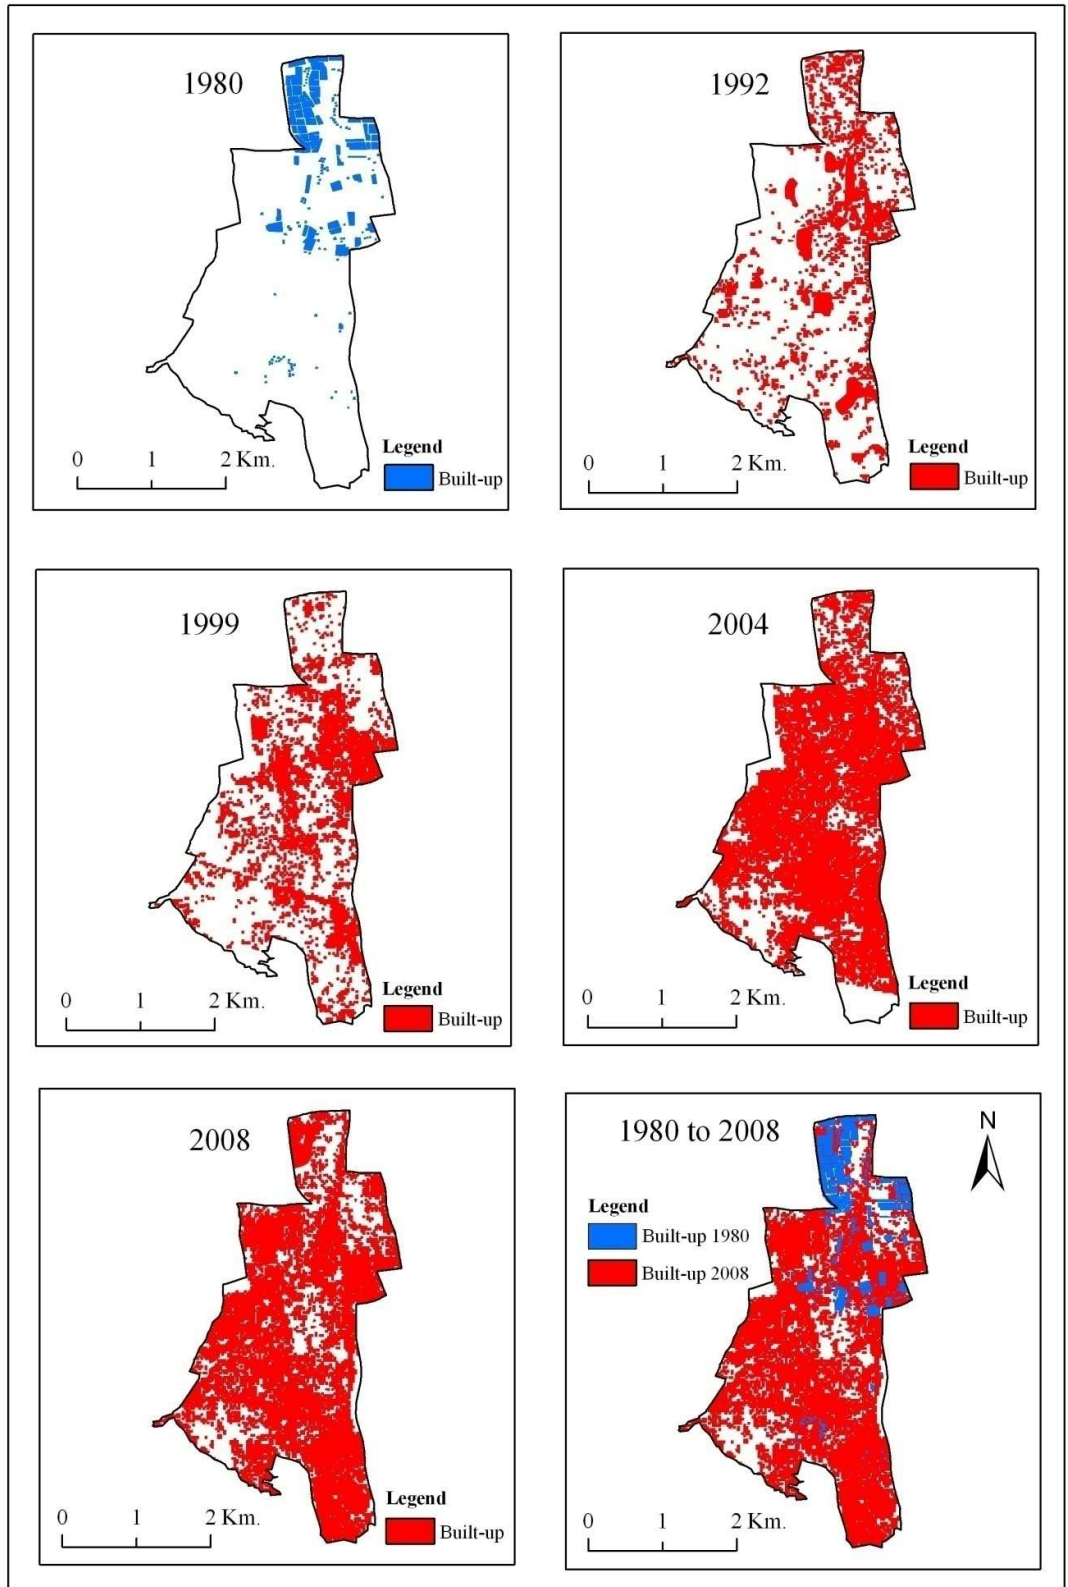 1980
Legend
0 1 2 Km.
Built-up
1992
Legend
0 1 2 Km.
Built-up
1999
Legend
0 1 2 Km.
Built-up
2004
Legend
0 1 2 Km.
Built-up
2008
Legend
0 1 2 Km.
Built-up
1980 to 2008
N
Legend
Built-up 1980
Built-up 2008
0 1 2 Km.